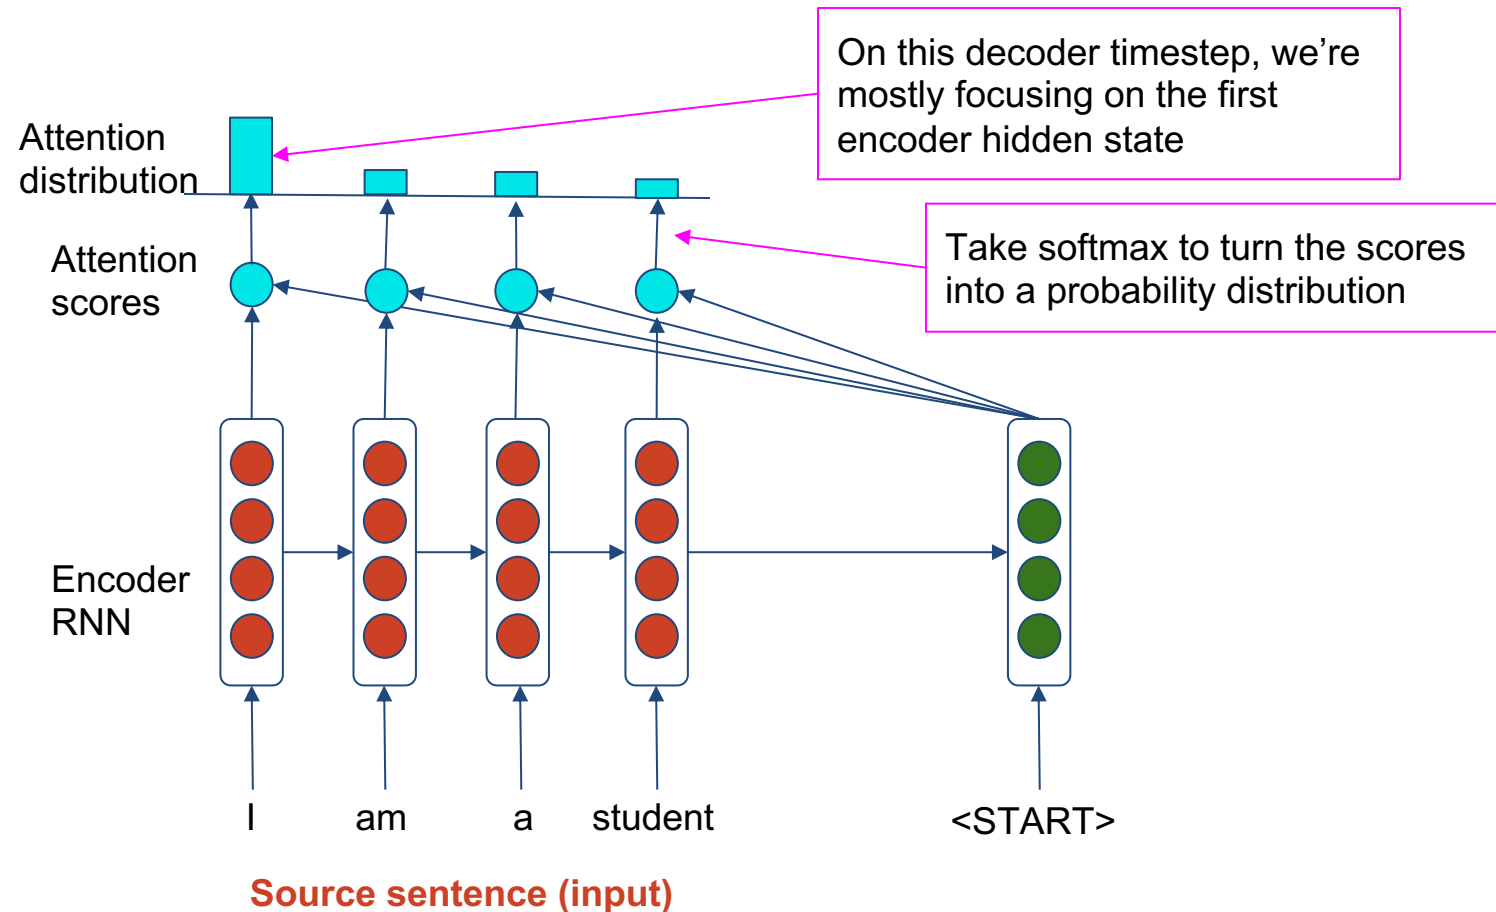 On this decoder timestep, we’re
mostly focusing on the first
encoder hidden state
Attention
distribution
Take softmax to turn the scores
into a probability distribution
Attention
scores
Encoder
RNN
I am a student <START>
Source sentence (input)